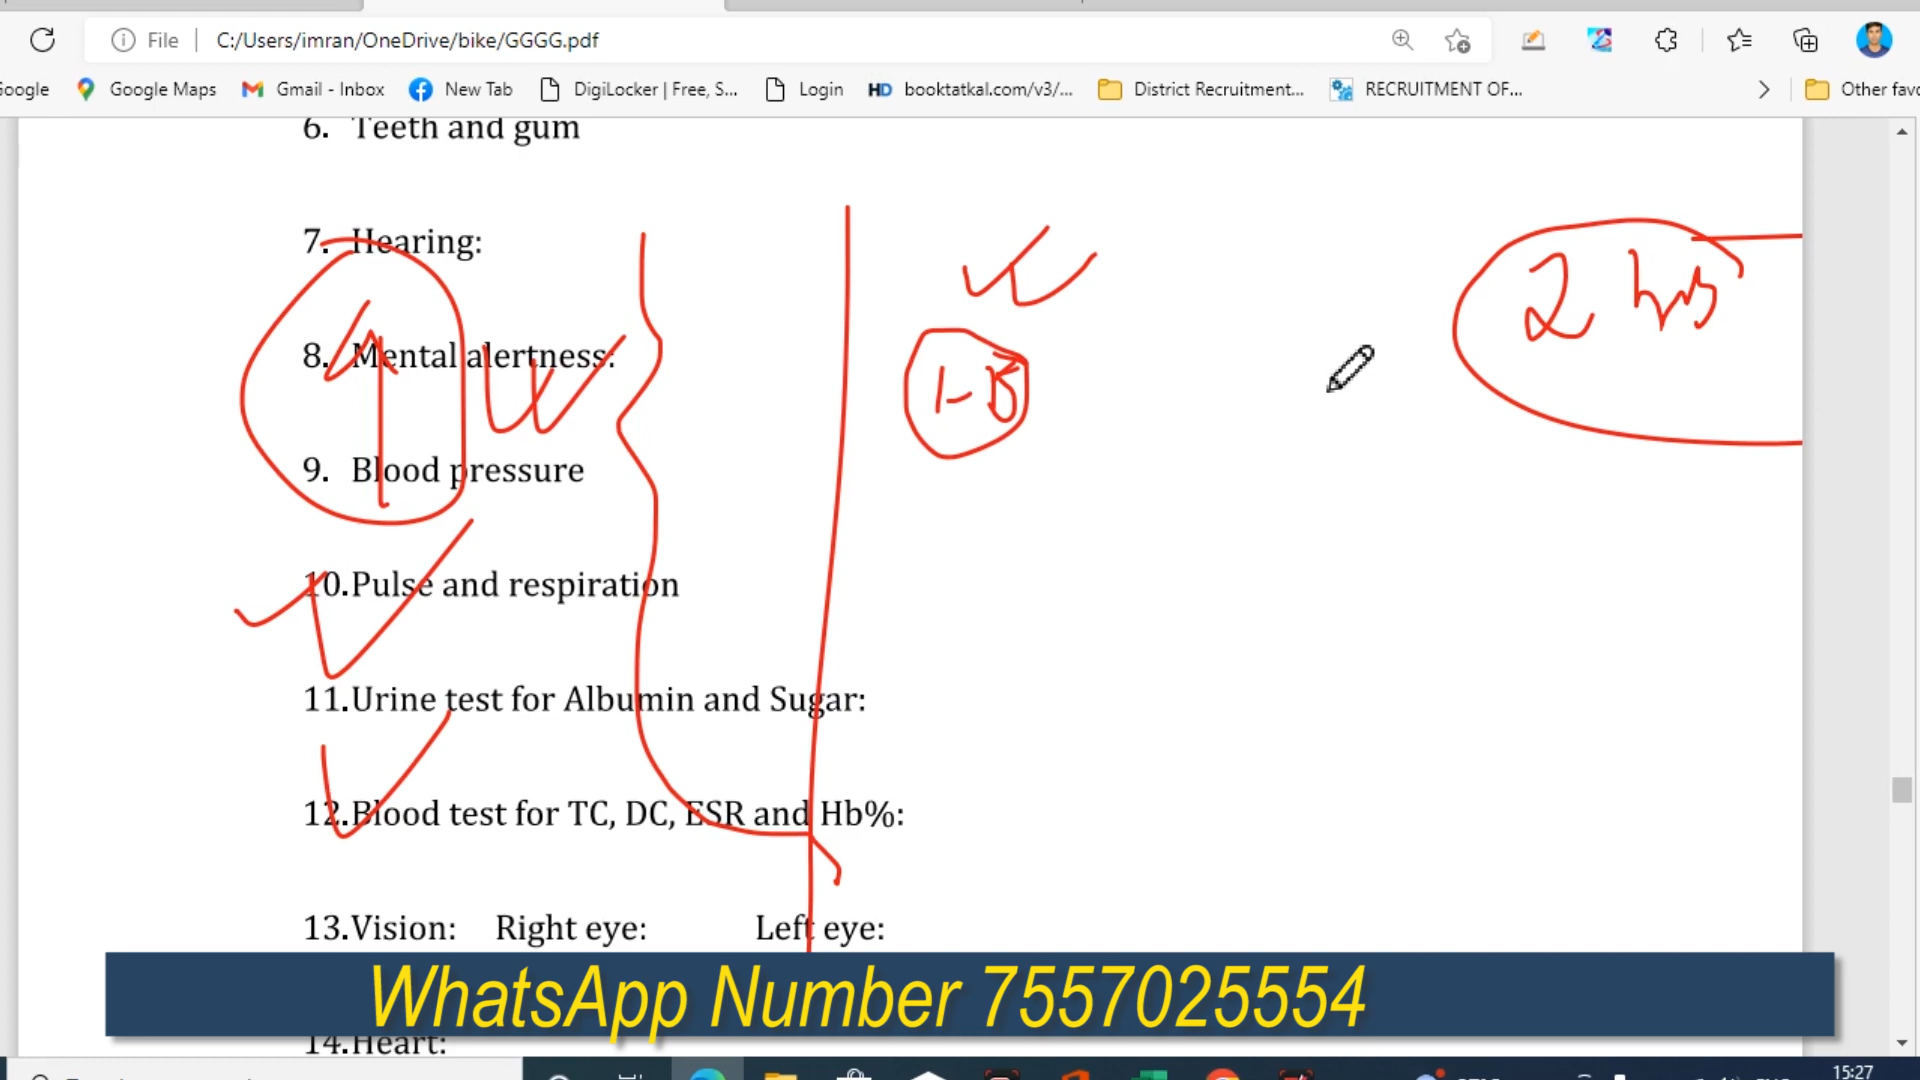 File C:/Users/imran/OneDrive/bike/GGGG.pdf
Google Google Maps Gmail - Inbox New Tab DigiLocker | Free, S... Login HD booktatkal.com/v3/... District Recruitment... RECRUITMENT OF... Other favo
6. Teeth and gum
7. Hearing:
2 hrs
8. Mental alertness:
9. Blood pressure
10.Pulse and respiration
11.Urine test for Albumin and Sugar:
12.Blood test for TC, DC, ESR and Hb%:
13.Vision: Right eye: Left eye:
WhatsApp Number 7557025554
14.Heart:
15:27